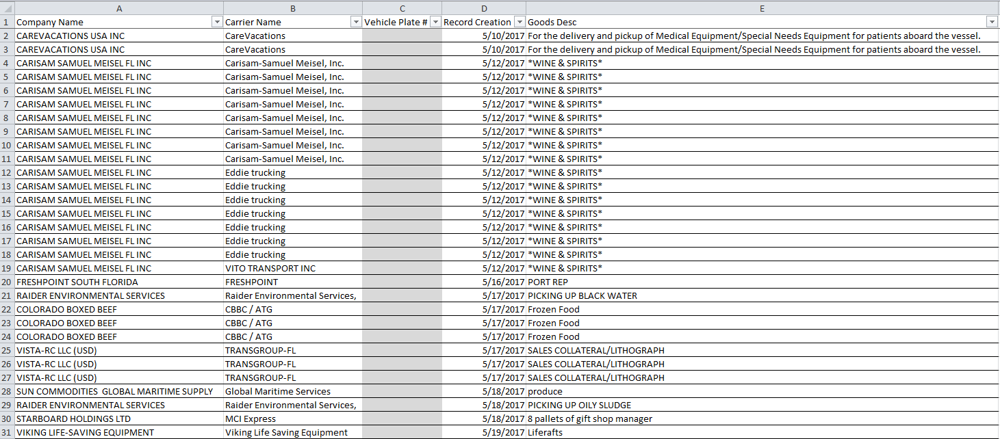 A B C D E
1 Company Name Carrier Name Vehicle Plate # Record Creation Goods Desc
2 CAREVACATIONS USA INC CareVacations 5/10/2017 For the delivery and pickup of Medical Equipment/Special Needs Equipment for patients aboard the vessel.
3 CAREVACATIONS USA INC CareVacations 5/10/2017 For the delivery and pickup of Medical Equipment/Special Needs Equipment for patients aboard the vessel.
4 CARISAM SAMUEL MEISEL FL INC Carisam-Samuel Meisel, Inc. 5/12/2017 *WINE & SPIRITS*
5 CARISAM SAMUEL MEISEL FL INC Carisam-Samuel Meisel, Inc. 5/12/2017 *WINE & SPIRITS*
6 CARISAM SAMUEL MEISEL FL INC Carisam-Samuel Meisel, Inc. 5/12/2017 *WINE & SPIRITS*
7 CARISAM SAMUEL MEISEL FL INC Carisam-Samuel Meisel, Inc. 5/12/2017 *WINE & SPIRITS*
8 CARISAM SAMUEL MEISEL FL INC Carisam-Samuel Meisel, Inc. 5/12/2017 *WINE & SPIRITS*
9 CARISAM SAMUEL MEISEL FL INC Carisam-Samuel Meisel, Inc. 5/12/2017 *WINE & SPIRITS*
10 CARISAM SAMUEL MEISEL FL INC Carisam-Samuel Meisel, Inc. 5/12/2017 *WINE & SPIRITS*
11 CARISAM SAMUEL MEISEL FL INC Carisam-Samuel Meisel, Inc. 5/12/2017 *WINE & SPIRITS*
12 CARISAM SAMUEL MEISEL FL INC Eddie trucking 5/12/2017 *WINE & SPIRITS*
13 CARISAM SAMUEL MEISEL FL INC Eddie trucking 5/12/2017 *WINE & SPIRITS*
14 CARISAM SAMUEL MEISEL FL INC Eddie trucking 5/12/2017 *WINE & SPIRITS*
15 CARISAM SAMUEL MEISEL FL INC Eddie trucking 5/12/2017 *WINE & SPIRITS*
16 CARISAM SAMUEL MEISEL FL INC Eddie trucking 5/12/2017 *WINE & SPIRITS*
17 CARISAM SAMUEL MEISEL FL INC Eddie trucking 5/12/2017 *WINE & SPIRITS*
18 CARISAM SAMUEL MEISEL FL INC Eddie trucking 5/12/2017 *WINE & SPIRITS*
19 CARISAM SAMUEL MEISEL FL INC VITO TRANSPORT INC 5/12/2017 *WINE & SPIRITS*
20 FRESHPOINT SOUTH FLORIDA FRESHPOINT 5/16/2017 PORT REP
21 RAIDER ENVIRONMENTAL SERVICES Raider Environmental Services, 5/17/2017 PICKING UP BLACK WATER
22 COLORADO BOXED BEEF CBBC / ATG 5/17/2017 Frozen Food
23 COLORADO BOXED BEEF CBBC / ATG 5/17/2017 Frozen Food
24 COLORADO BOXED BEEF CBBC / ATG 5/17/2017 Frozen Food
25 VISTA-RC LLC (USD) TRANSGROUP-FL 5/17/2017 SALES COLLATERAL/LITHOGRAPH
26 VISTA-RC LLC (USD) TRANSGROUP-FL 5/17/2017 SALES COLLATERAL/LITHOGRAPH
27 VISTA-RC LLC (USD) TRANSGROUP-FL 5/17/2017 SALES COLLATERAL/LITHOGRAPH
28 SUN COMMODITIES  GLOBAL MARITIME SUPPLY Global Maritime Services 5/18/2017 produce
29 RAIDER ENVIRONMENTAL SERVICES Raider Environmental Services, 5/18/2017 PICKING UP OILY SLUDGE
30 STARBOARD HOLDINGS LTD MCI Express 5/18/2017 8 pallets of gift shop manager
31 VIKING LIFE-SAVING EQUIPMENT Viking Life Saving Equipment 5/19/2017 Liferafts